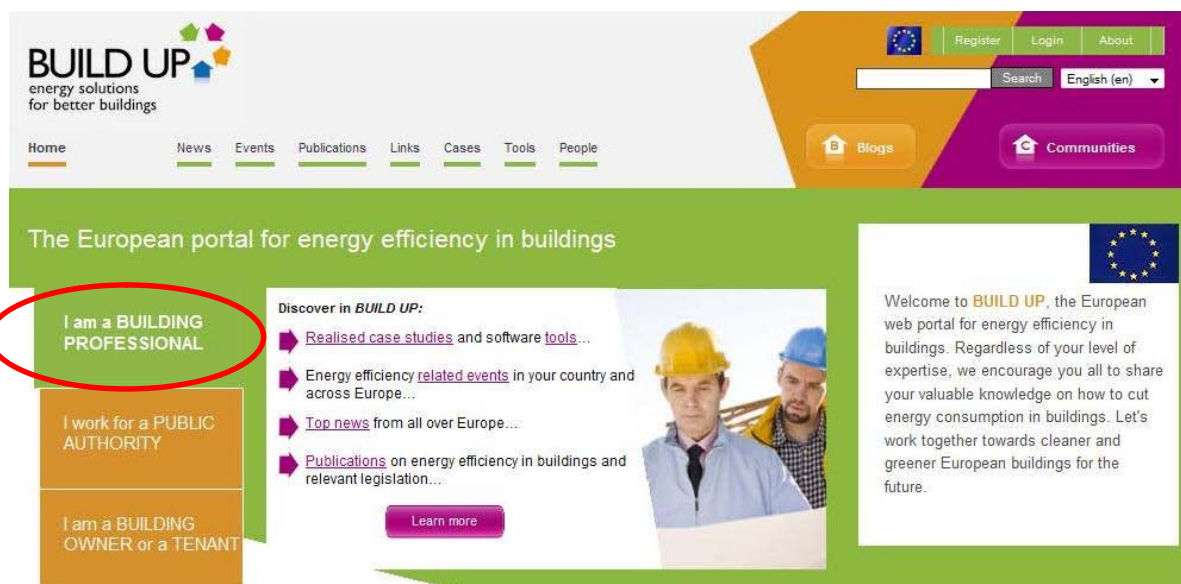 BUILD UP
energy solutions
for better buildings
Register Login About
Search English (en)
Home News Events Publications Links Cases Tools People
B Blogs
C Communities
The European portal for energy efficiency in buildings
I am a BUILDING
PROFESSIONAL
I work for a PUBLIC
AUTHORITY
I am a BUILDING
OWNER or a TENANT
Discover in BUILD UP:
Realised case studies and software tools...
Energy efficiency related events in your country and
across Europe...
Top news from all over Europe...
Publications on energy efficiency in buildings and
relevant legislation...
Learn more
Welcome to BUILD UP, the European
web portal for energy efficiency in
buildings. Regardless of your level of
expertise, we encourage you all to share
your valuable knowledge on how to cut
energy consumption in buildings. Let's
work together towards cleaner and
greener European buildings for the
future.